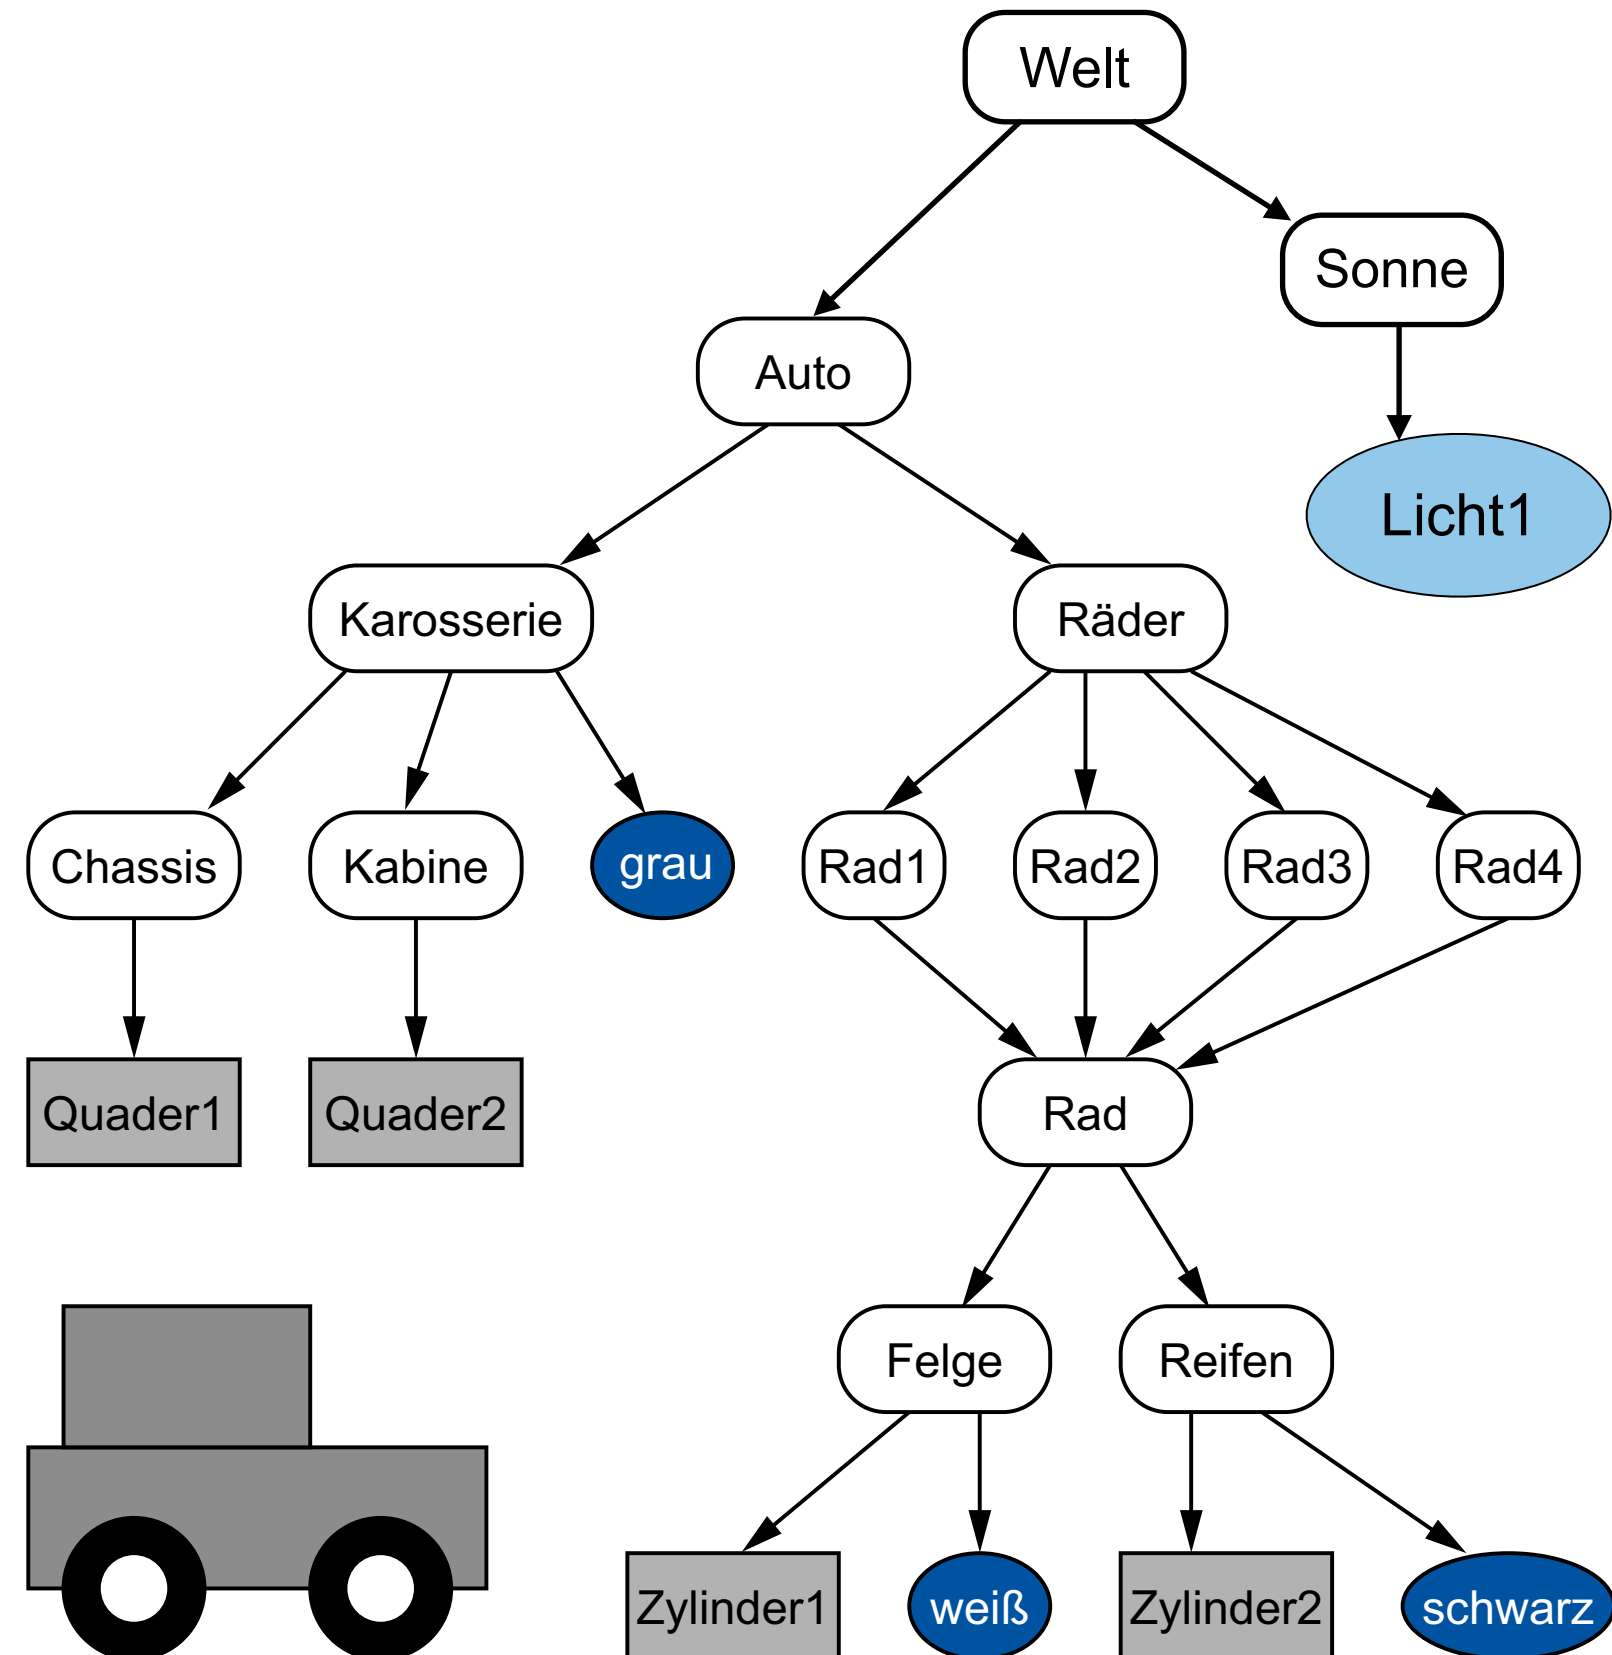 Welt
Sonne
Auto
Licht1
Karosserie
Räder
Chassis
Kabine
grau
Rad1
Rad2
Rad3
Rad4
Quader1
Quader2
Rad
Felge
Reifen
Zylinder1
weiß
Zylinder2
schwarz